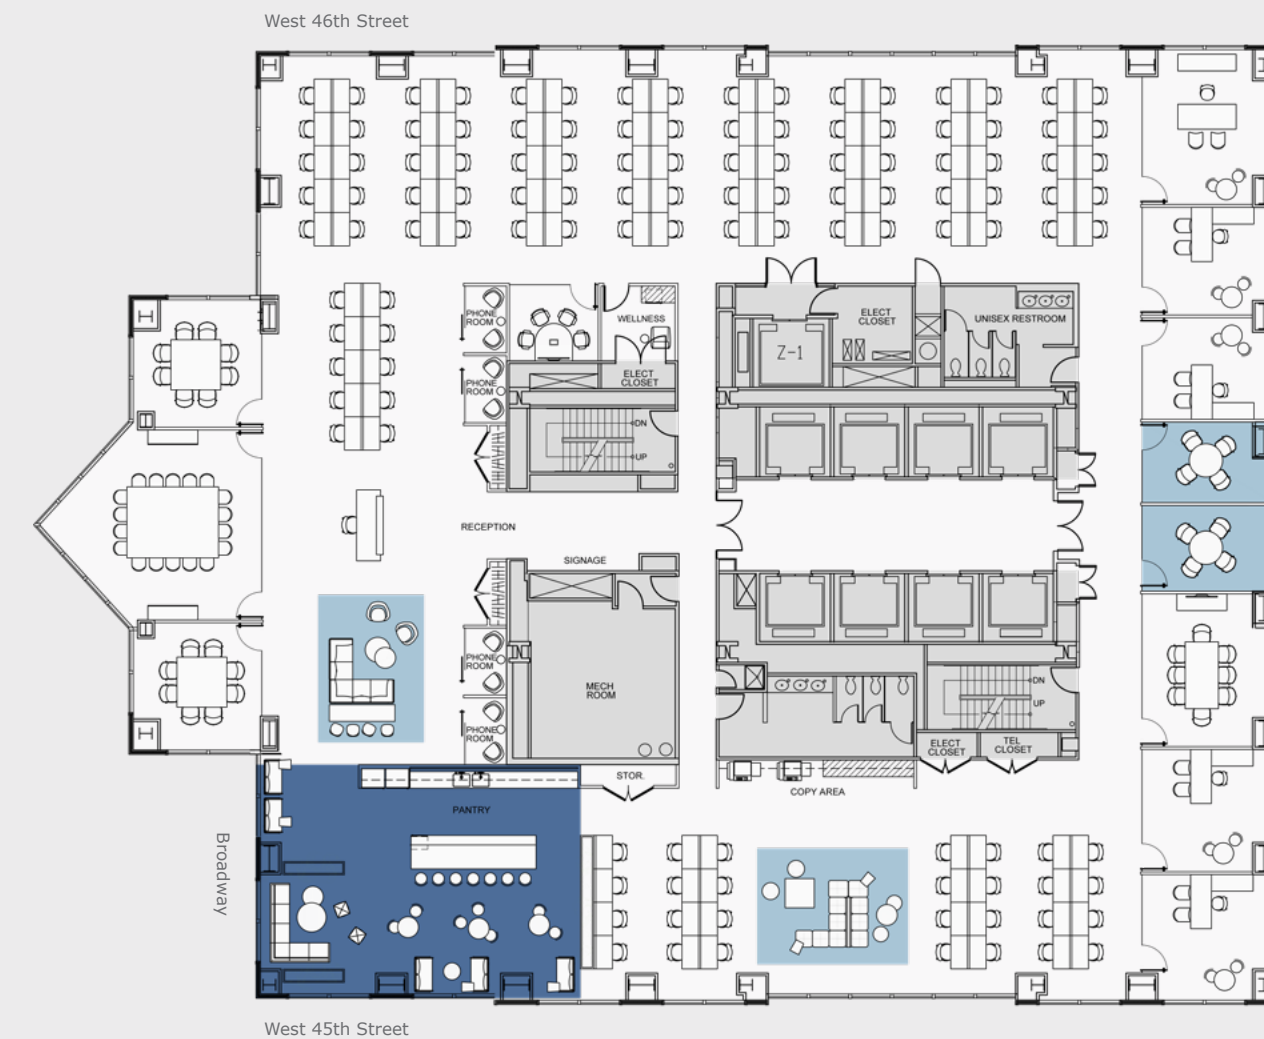 West 46th Street
PHONE
ROOM
WELLNESS
ELECT
CLOSET
UNISEX RESTROOM
Z-1
PHONE
ROOM
ELECT
CLOSET
DN
UP
RECEPTION
SIGNAGE
PHONE
ROOM
MECH
ROOM
DN
UP
PHONE
ROOM
ELECT
CLOSET
TEL
CLOSET
STOR.
COPY AREA
PANTRY
Broadway
West 45th Street